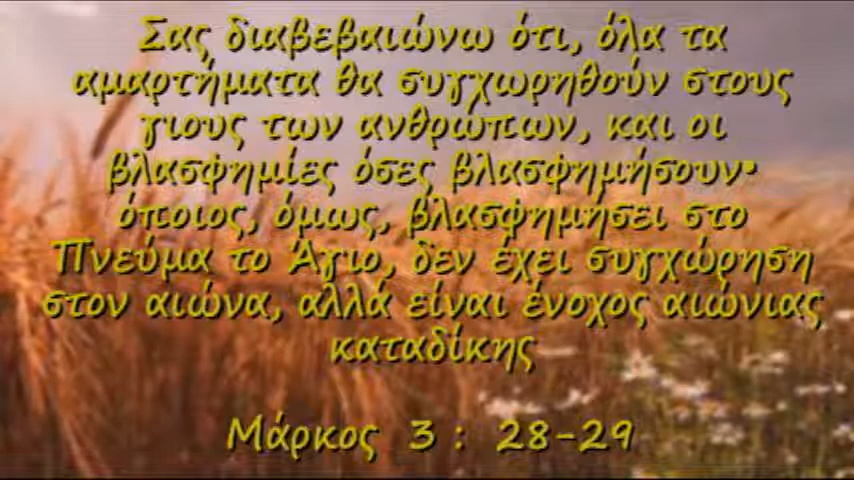 Σας διαβεβαιώνω ότι, όλα τα
αμαρτήματα θα συγχωρηθούν στους
γιους των ανθρώπων, και οι
βλασφημίες όσες βλασφημήσουν•
όποιος, όμως, βλασφημήσει στο
Πνεύμα το Άγιο, δεν έχει συγχώρηση
στον αιώνα, αλλά είναι ένοχος αιώνιας
καταδίκης
Μάρκος 3 : 28-29